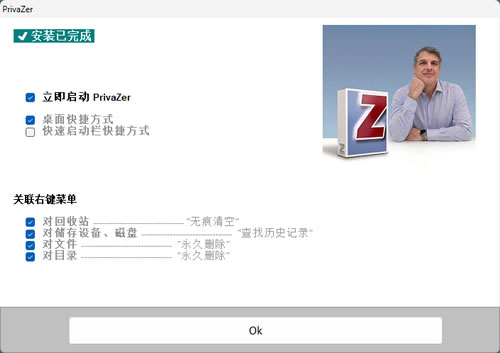 PrivaZer
安装已完成
立即启动 PrivaZer
桌面快捷方式
快速启动栏快捷方式
Z
Z
关联右键菜单
对回收站 ---------------------------- "无痕清空"
对储存设备、磁盘 ---------------------------- "查找历史记录"
对文件 ---------------------------- "永久删除"
对目录 ---------------------------- "永久删除"
Ok